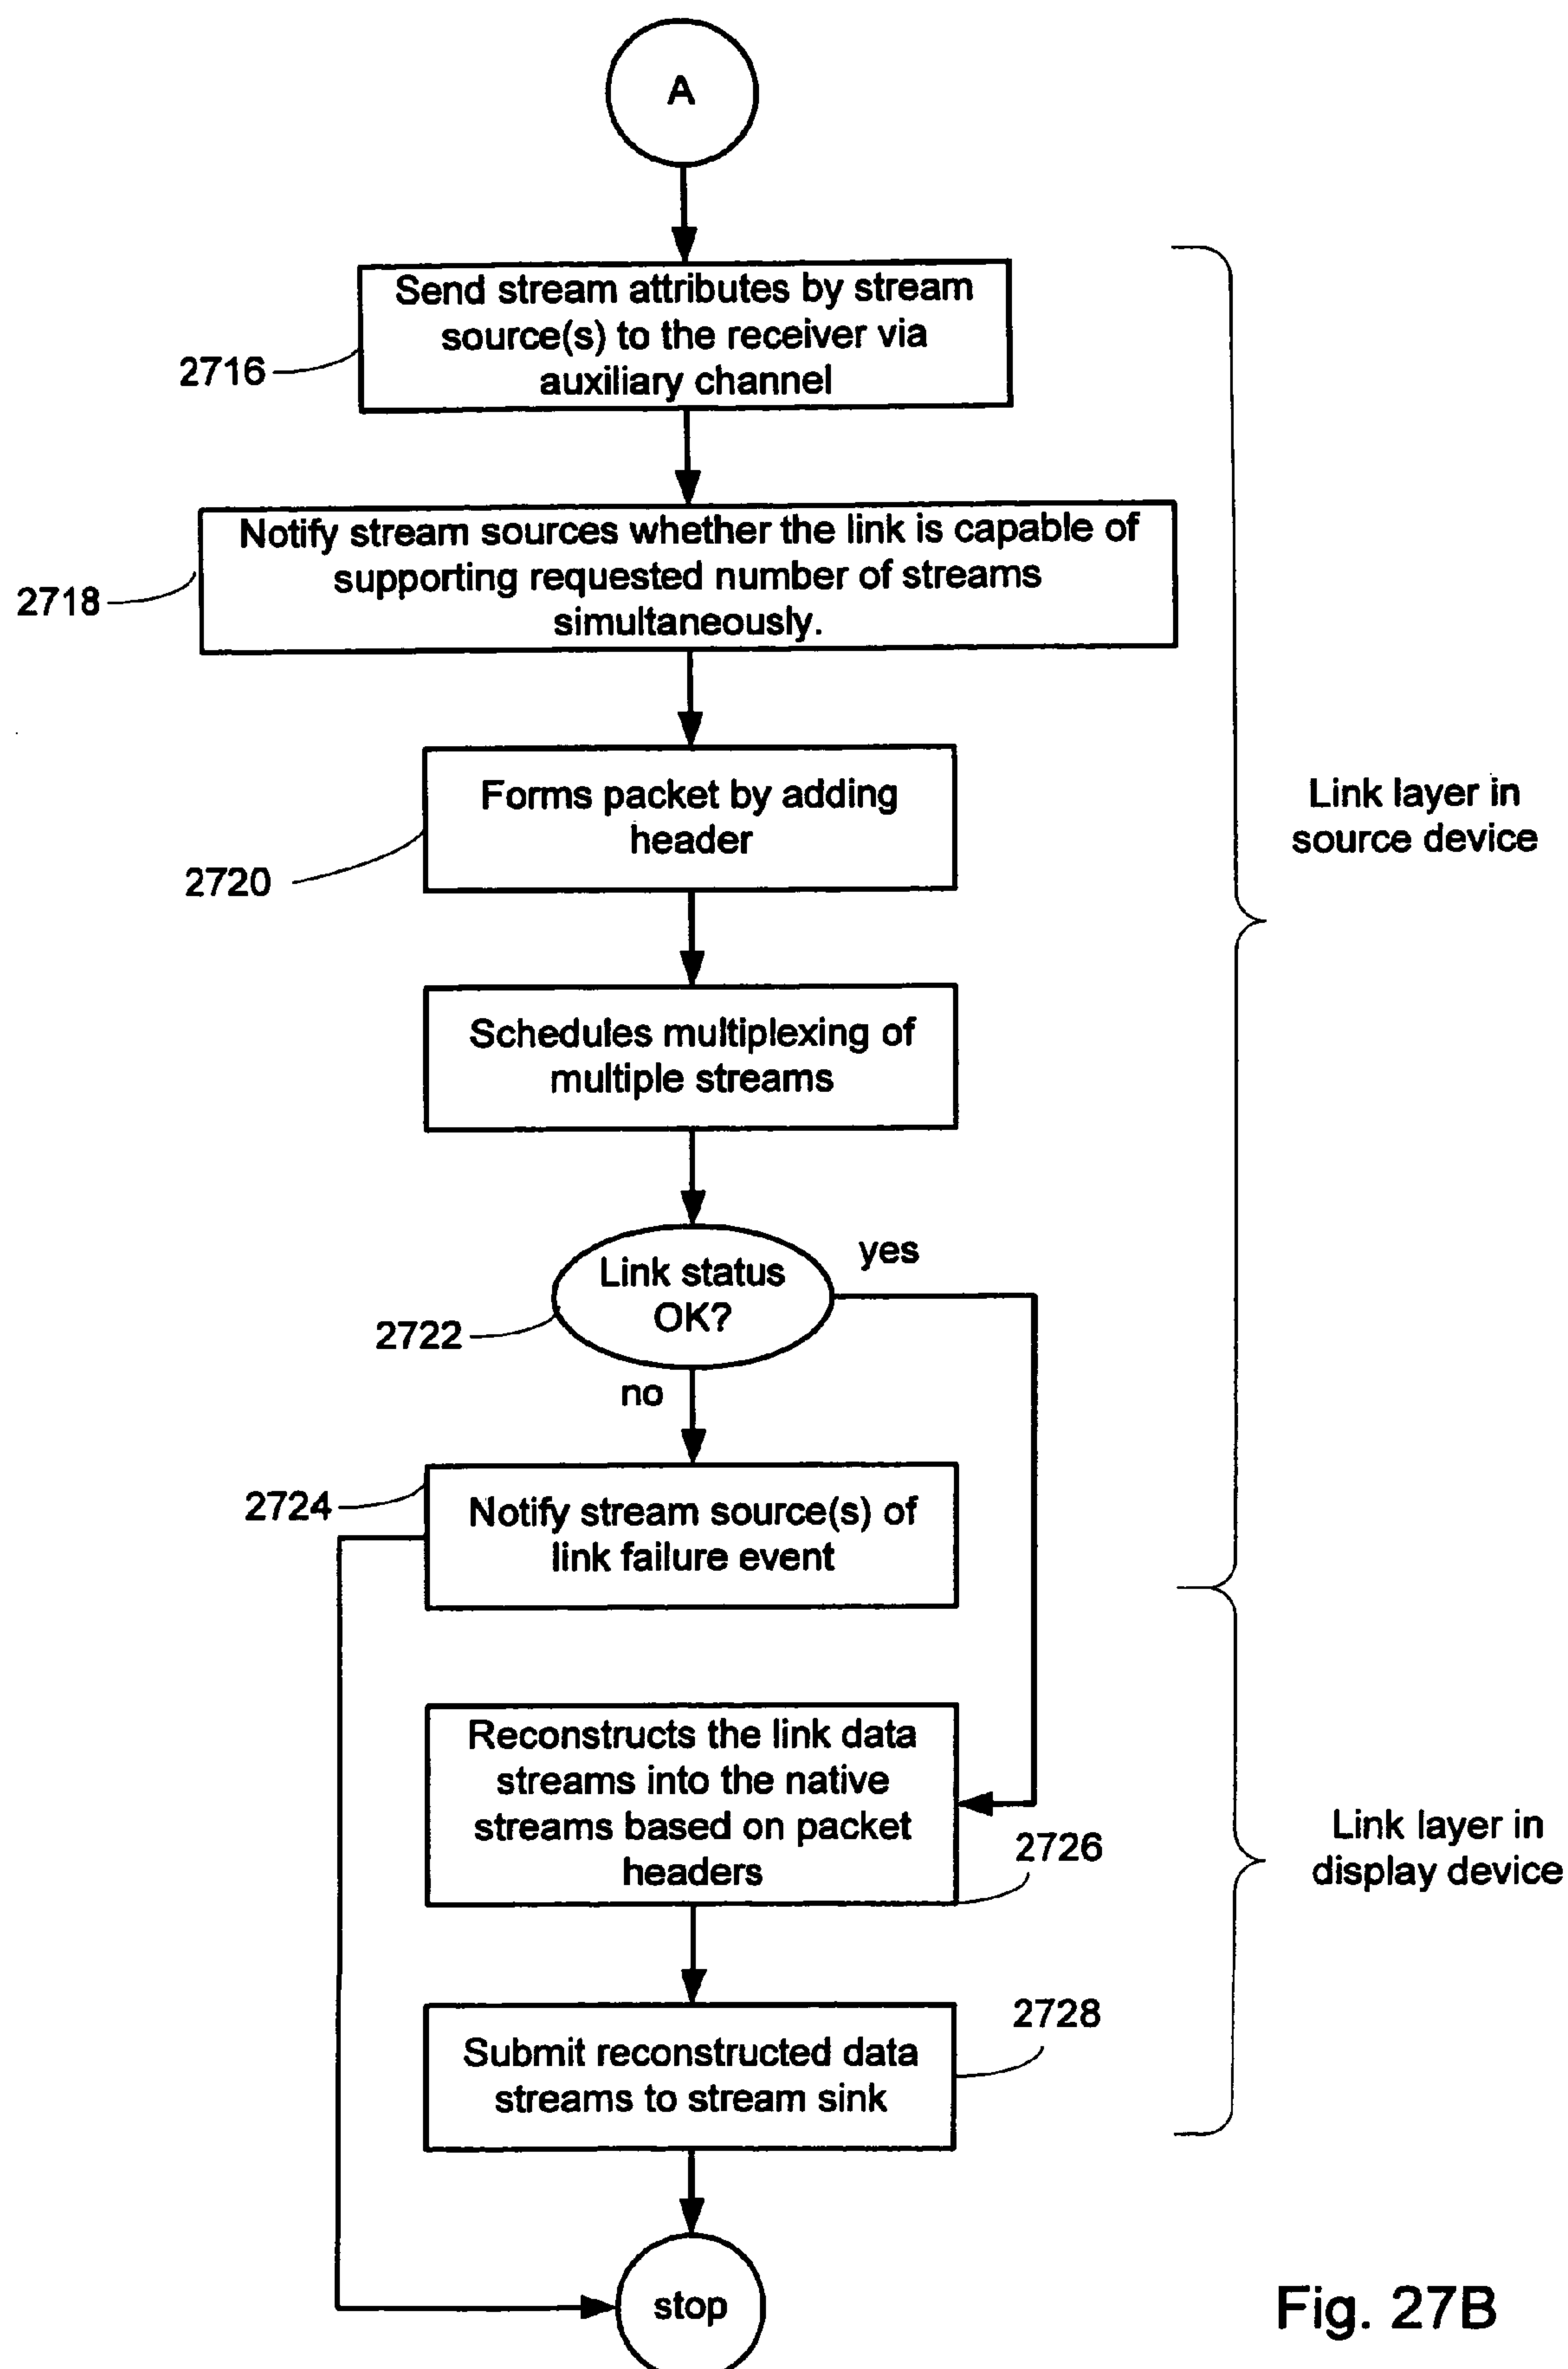 A
Send stream attributes by stream
source(s) to the receiver via
auxiliary channel
2716
Notify stream sources whether the link is capable of
supporting requested number of streams
simultaneously.
2718
Forms packet by adding
header
2720
Link layer in
source device
Schedules multiplexing of
multiple streams
Link status
OK?
yes
2722
no
2724
Notify stream source(s) of
link failure event
Reconstructs the link data
streams into the native
streams based on packet
headers
2726
Link layer in
display device
2728
Submit reconstructed data
streams to stream sink
stop
Fig. 27B